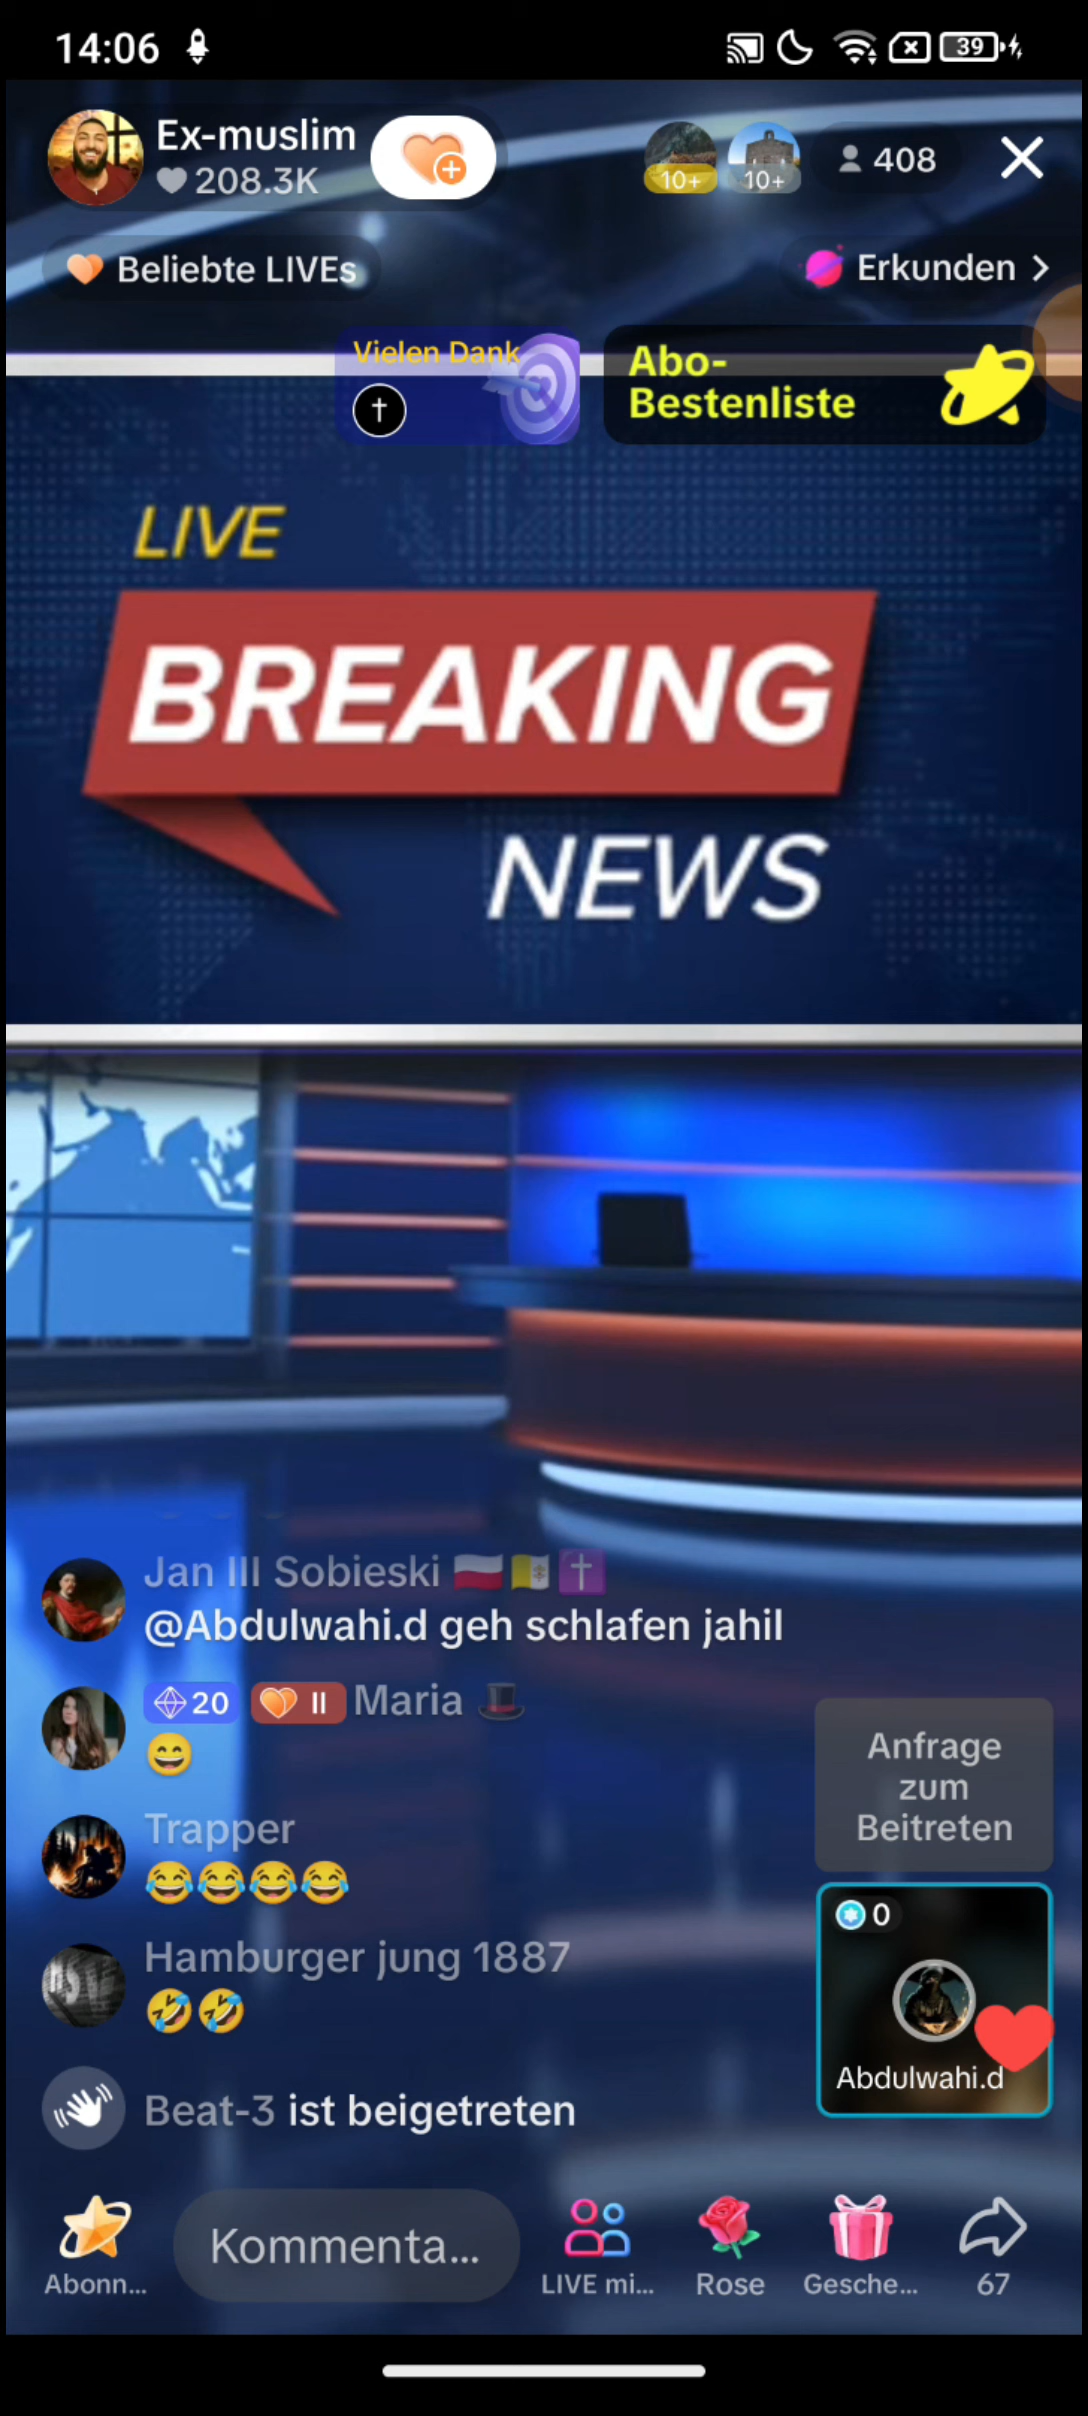 14:06
39
Ex-muslim
208.3K
10+
10+
408
Beliebte LIVEs
Erkunden
Vielen Dank
Abo-
Bestenliste
LIVE
BREAKING
NEWS
Jan III Sobieski
@Abdulwahi.d geh schlafen jahil
20 II Maria
Trapper
Hamburger jung 1887
Beat-3 ist beigetreten
Anfrage
zum
Beitreten
0
Abdulwahi.d
Kommenta...
Abonn...
LIVE mi...
Rose
Gesche...
67